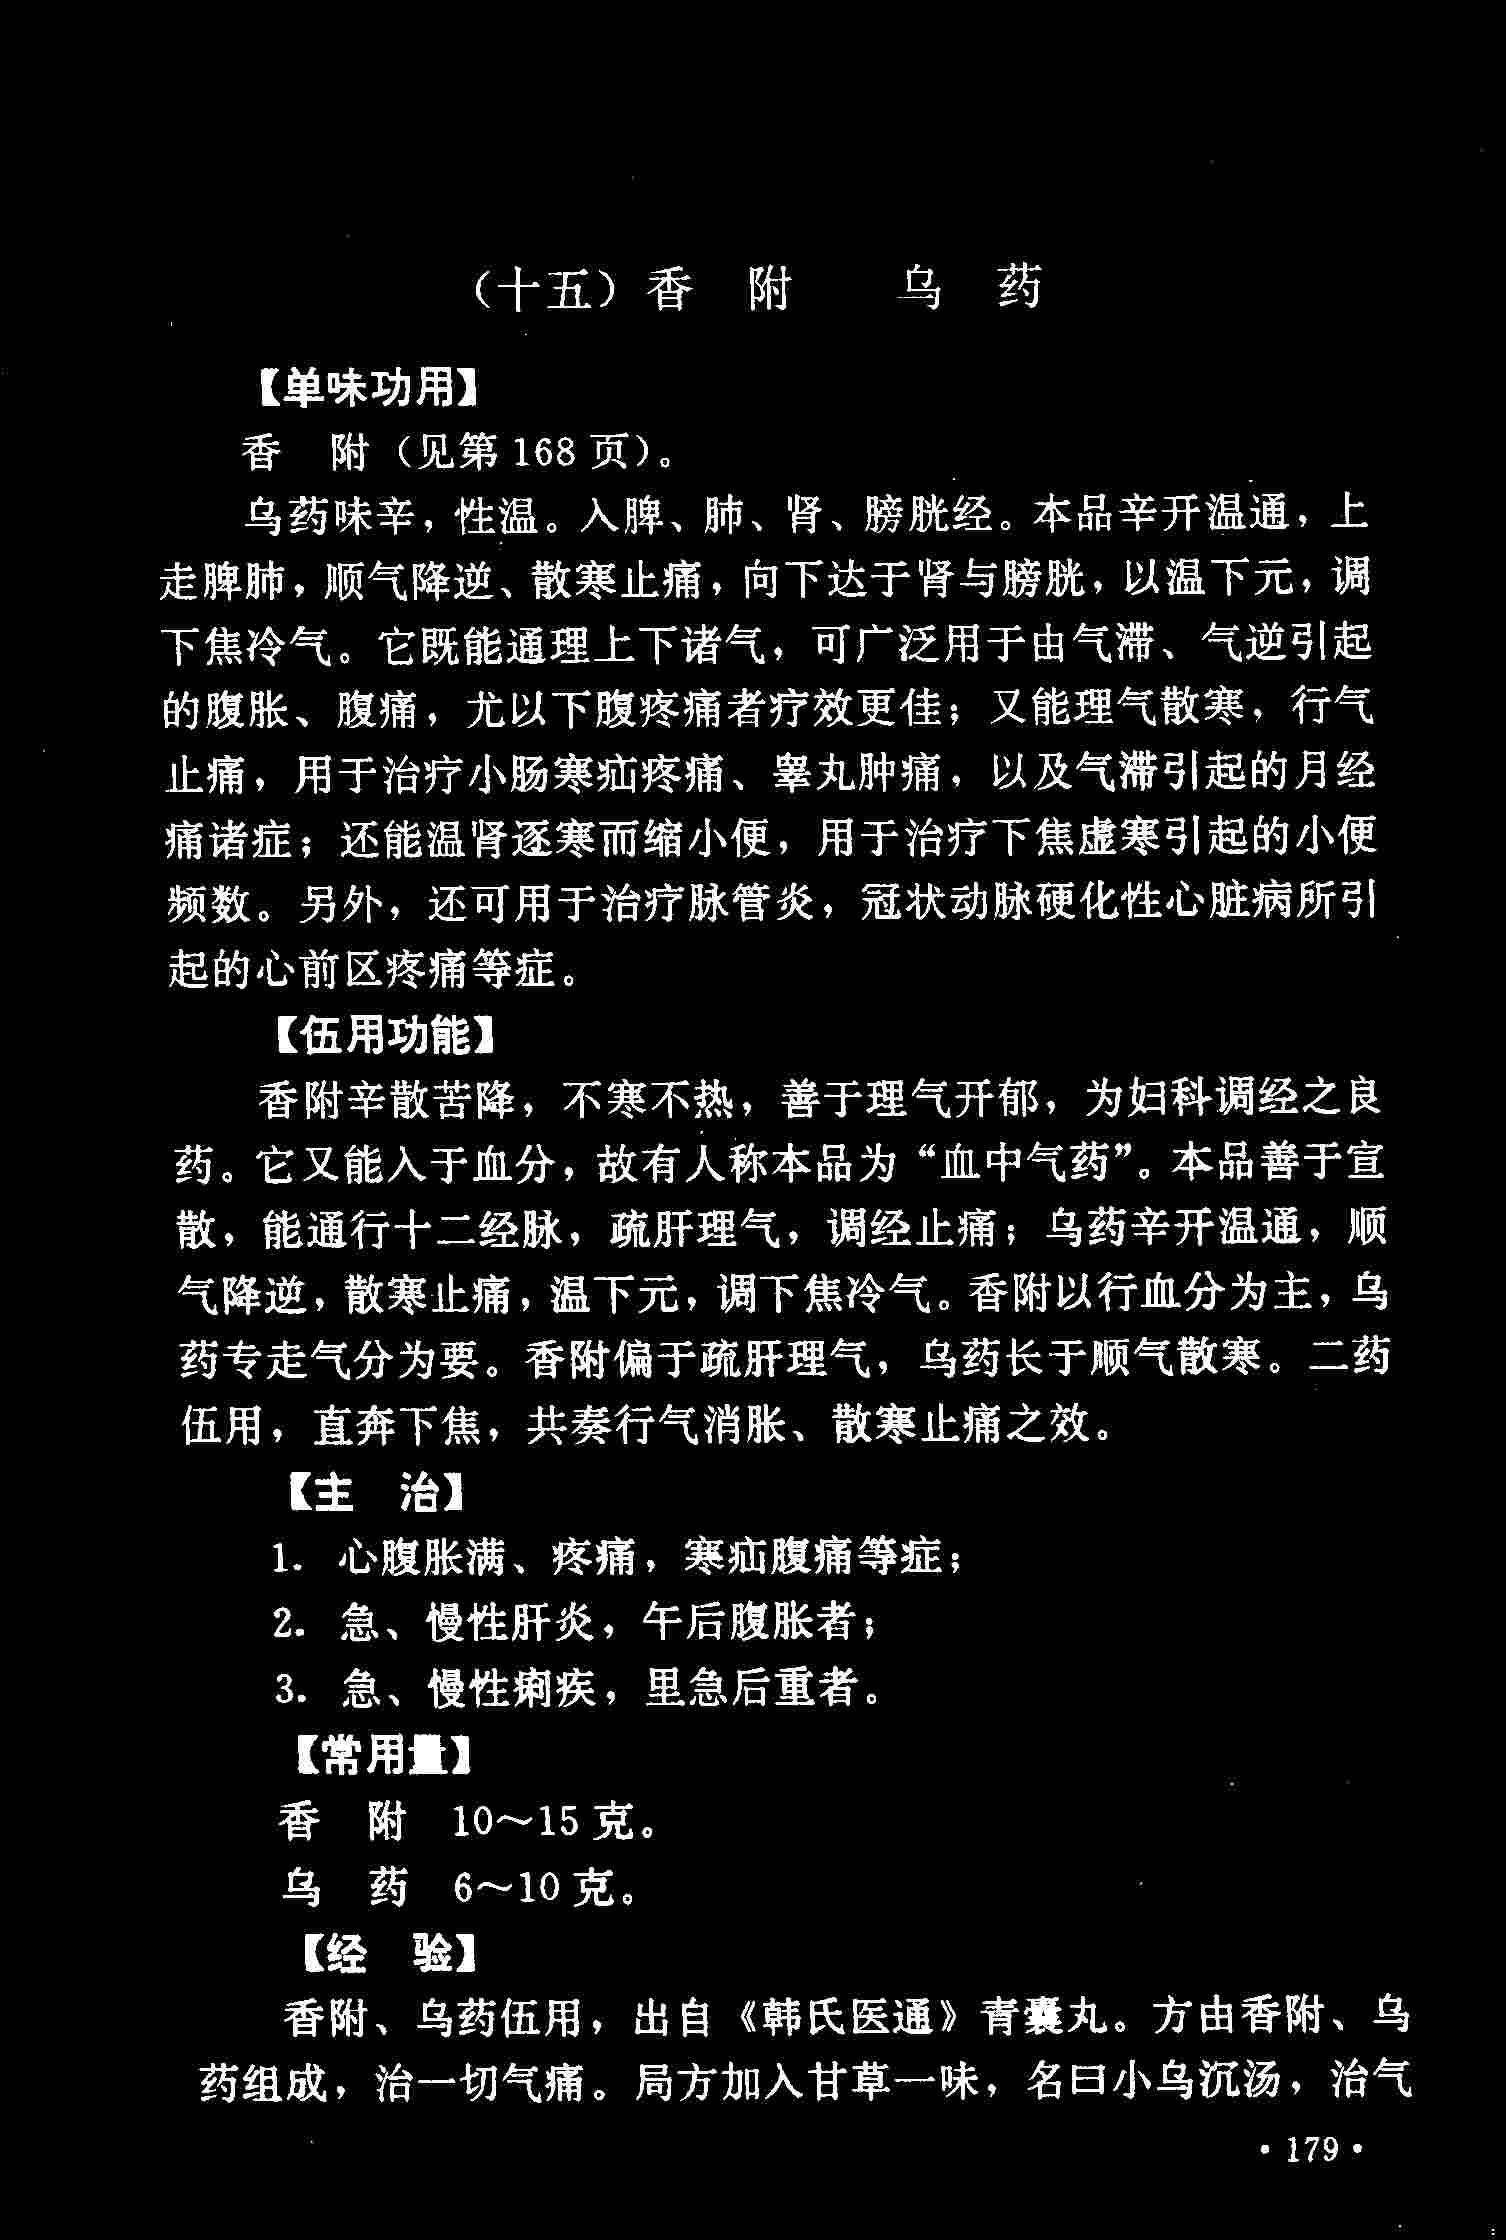 （十五）香　附　　乌　药
【单味功用】
香　附（见第 168 页）。
乌药味辛，性温。入脾、肺、肾、膀胱经。本品辛开温通，上
走脾肺，顺气降逆、散寒止痛，向下达于肾与膀胱，以温下元，调
下焦冷气。它既能通理上下诸气，可广泛用于由气滞、气逆引起
的腹胀、腹痛，尤以下腹疼痛者疗效更佳；又能理气散寒，行气
止痛，用于治疗小肠寒疝疼痛、睾丸肿痛，以及气滞引起的月经
痛诸症；还能温肾逐寒而缩小便，用于治疗下焦虚寒引起的小便
频数。另外，还可用于治疗脉管炎，冠状动脉硬化性心脏病所引
起的心前区疼痛等症。
【伍用功能】
香附辛散苦降，不寒不热，善于理气开郁，为妇科调经之良
药。它又能入于血分，故有人称本品为“血中气药”。本品善于宣
散，能通行十二经脉，疏肝理气，调经止痛；乌药辛开温通，顺
气降逆，散寒止痛，温下元，调下焦冷气。香附以行血分为主，乌
药专走气分为要。香附偏于疏肝理气，乌药长于顺气散寒。二药
伍用，直奔下焦，共奏行气消胀、散寒止痛之效。
【主　治】
1. 心腹胀满、疼痛，寒疝腹痛等症；
2. 急、慢性肝炎，午后腹胀者；
3. 急、慢性痢疾，里急后重者。
【常用量】
香　附　10～15 克。
乌　药　6～10 克。
【经　验】
香附、乌药伍用，出自《韩氏医通》青囊丸。方由香附、乌
药组成，治一切气痛。局方加入甘草一味，名曰小乌沉汤，治气
·179·